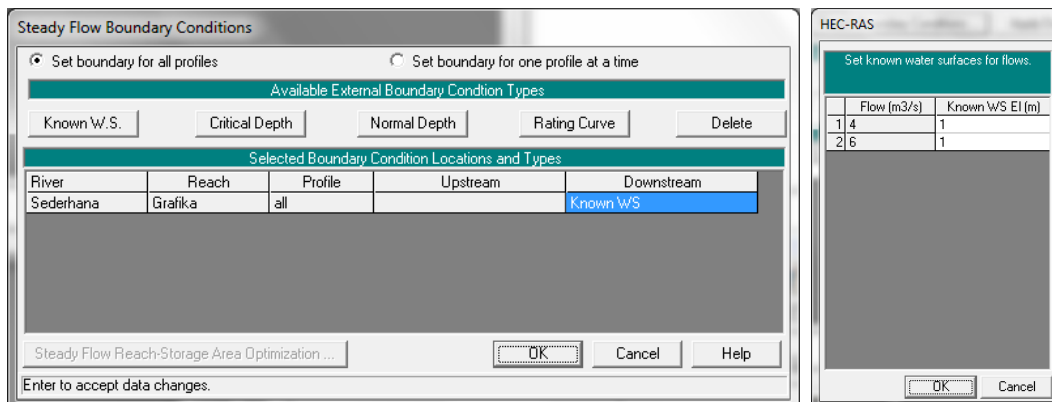 Steady Flow Boundary Conditions
Set boundary for all profiles
Set boundary for one profile at a time
Available External Boundary Condtion Types
Known W.S.
Critical Depth
Normal Depth
Rating Curve
Delete
Selected Boundary Condition Locations and Types
River Reach Profile Upstream Downstream
Sederhana Grafika all Known WS
Steady Flow Reach-Storage Area Optimization ...
OK
Cancel
Help
Enter to accept data changes.
HEC-RAS
Set known water surfaces for flows.
Flow (m3/s) Known WS El (m)
1 4 1
2 6 1
OK
Cancel